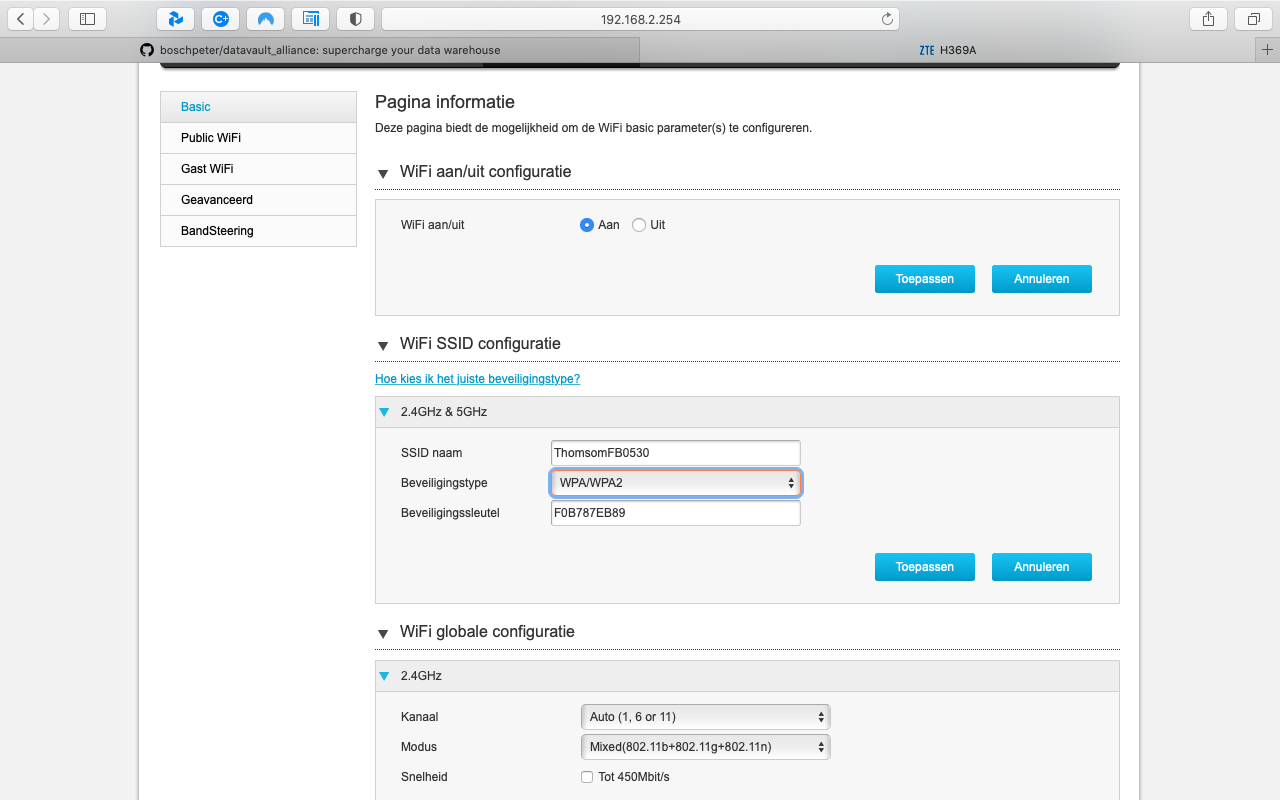 192.168.2.254
boschpeter/datavault_alliance: supercharge your data warehouse
ZTE H369A
Basic
Public WiFi
Gast WiFi
Geavanceerd
BandSteering
Pagina informatie
Deze pagina biedt de mogelijkheid om de WiFi basic parameter(s) te configureren.
WiFi aan/uit configuratie
WiFi aan/uit Aan Uit
Toepassen Annuleren
WiFi SSID configuratie
Hoe kies ik het juiste beveiligingstype?
2.4GHz & 5GHz
SSID naam ThomsomFB0530
Beveiligingstype WPA/WPA2
Beveiligingssleutel F0B787EB89
Toepassen Annuleren
WiFi globale configuratie
2.4GHz
Kanaal Auto (1, 6 or 11)
Modus Mixed(802.11b+802.11g+802.11n)
Snelheid Tot 450Mbit/s